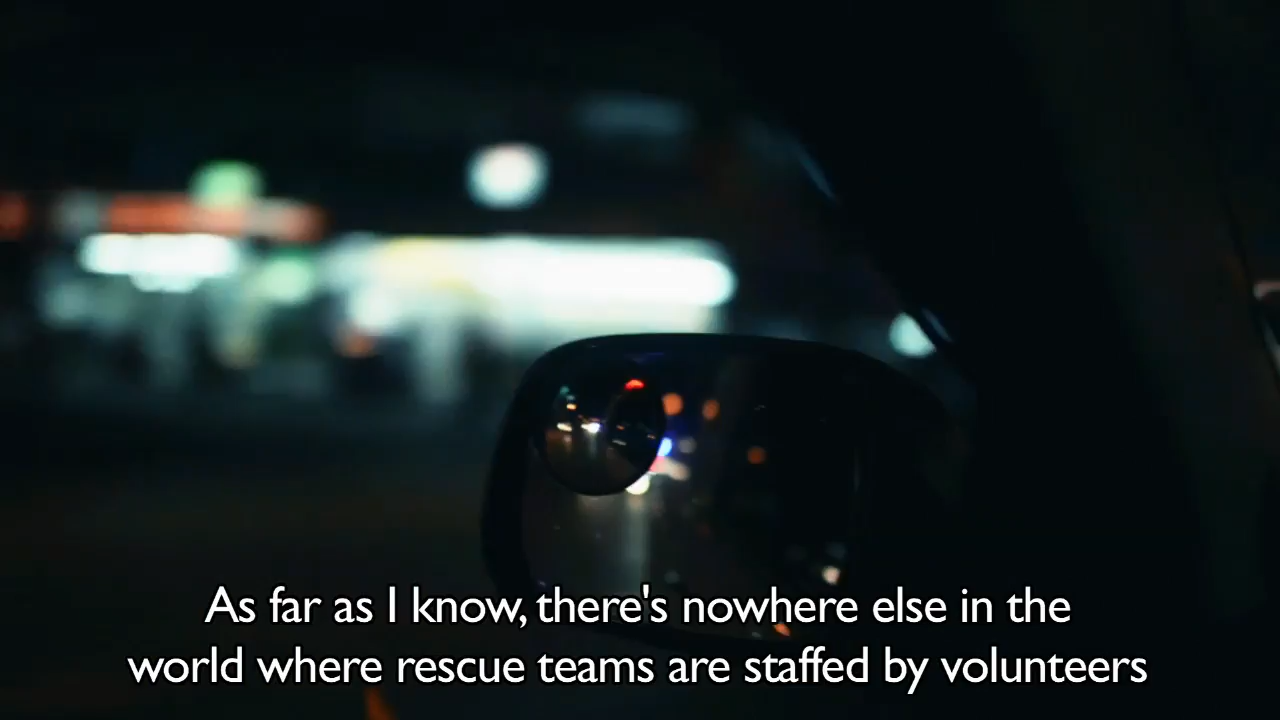 As far as I know, there's nowhere else in the
world where rescue teams are staffed by volunteers